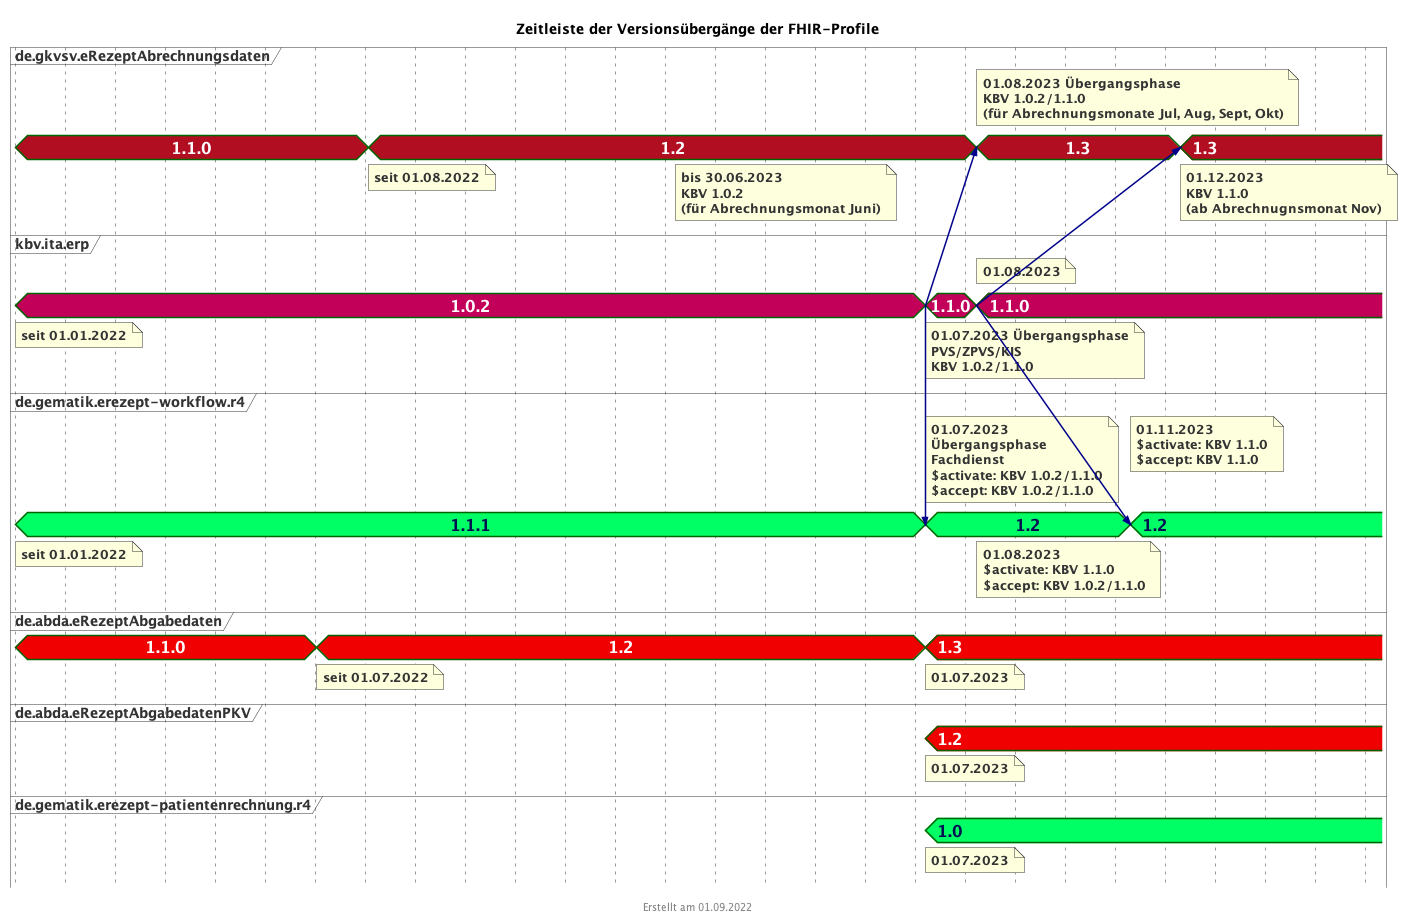 Zeitleiste der Versionsübergänge der FHIR-Profile
de.gkvsv.eRezeptAbrechnungsdaten
01.08.2023 Übergangsphase
KBV 1.0.2/1.1.0
(für Abrechnungsmonate Jul, Aug, Sept, Okt)
1.1.0
1.2
1.3
1.3
seit 01.08.2022
bis 30.06.2023
KBV 1.0.2
(für Abrechnungsmonat Juni)
01.12.2023
KBV 1.1.0
(ab Abrechnugnsmonat Nov)
kbv.ita.erp
01.08.2023
1.0.2
1.1.0
1.1.0
seit 01.01.2022
01.07.2023 Übergangsphase
PVS/ZPVS/KIS
KBV 1.0.2/1.1.0
de.gematik.erezept-workflow.r4
01.07.2023
Übergangsphase
Fachdienst
$activate: KBV 1.0.2/1.1.0
$accept: KBV 1.0.2/1.1.0
01.11.2023
$activate: KBV 1.1.0
$accept: KBV 1.1.0
1.1.1
1.2
1.2
seit 01.01.2022
01.08.2023
$activate: KBV 1.1.0
$accept: KBV 1.0.2/1.1.0
de.abda.eRezeptAbgabedaten
1.1.0
1.2
1.3
seit 01.07.2022
01.07.2023
de.abda.eRezeptAbgabedatenPKV
1.2
01.07.2023
de.gematik.erezept-patientenrechnung.r4
1.0
01.07.2023
Erstellt am 01.09.2022